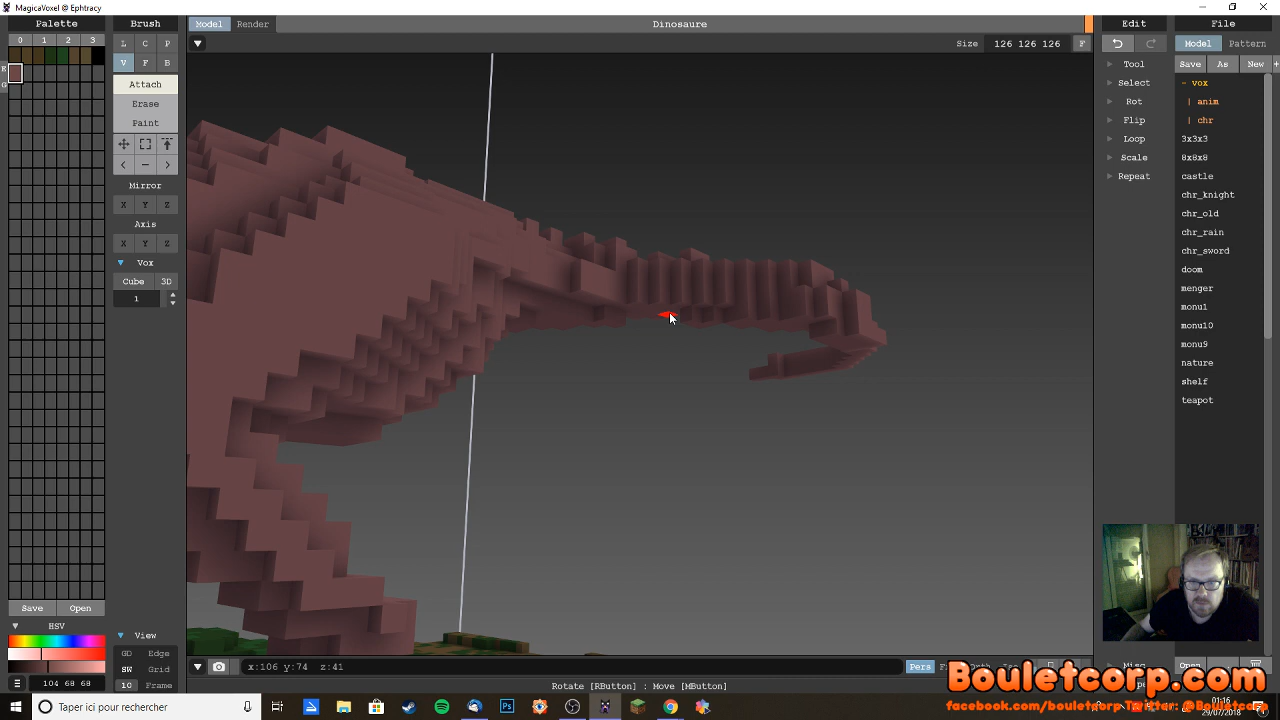 MagicaVoxel @ Ephtracy
Palette
Brush
Model
Render
Dinosaure
Edit
File
0
1
2
3
L
C
P
V
F
B
Size
126 126 126
F
Model
Pattern
Save
As
New
+
Attach
Erase
Paint
Tool
Select
Rot
Flip
Loop
Scale
Repeat
- vox
| anim
| chr
3x3x3
8x8x8
castle
chr_knight
chr_old
chr_rain
chr_sword
doom
menger
monu1
monu10
monu9
nature
shelf
teapot
Mirror
X
Y
Z
Axis
X
Y
Z
Vox
Cube
3D
1
Save
Open
HSV
View
GD
Edge
SW
Grid
10
Frame
104 68 68
x:106 y:74 z:41
Pers
Rotate [RButton] : Move [MButton]
Bouletcorp.com
facebook.com/bouletcorp Twitter: @Bouletcorp
Taper ici pour rechercher
01:16
29/07/2018